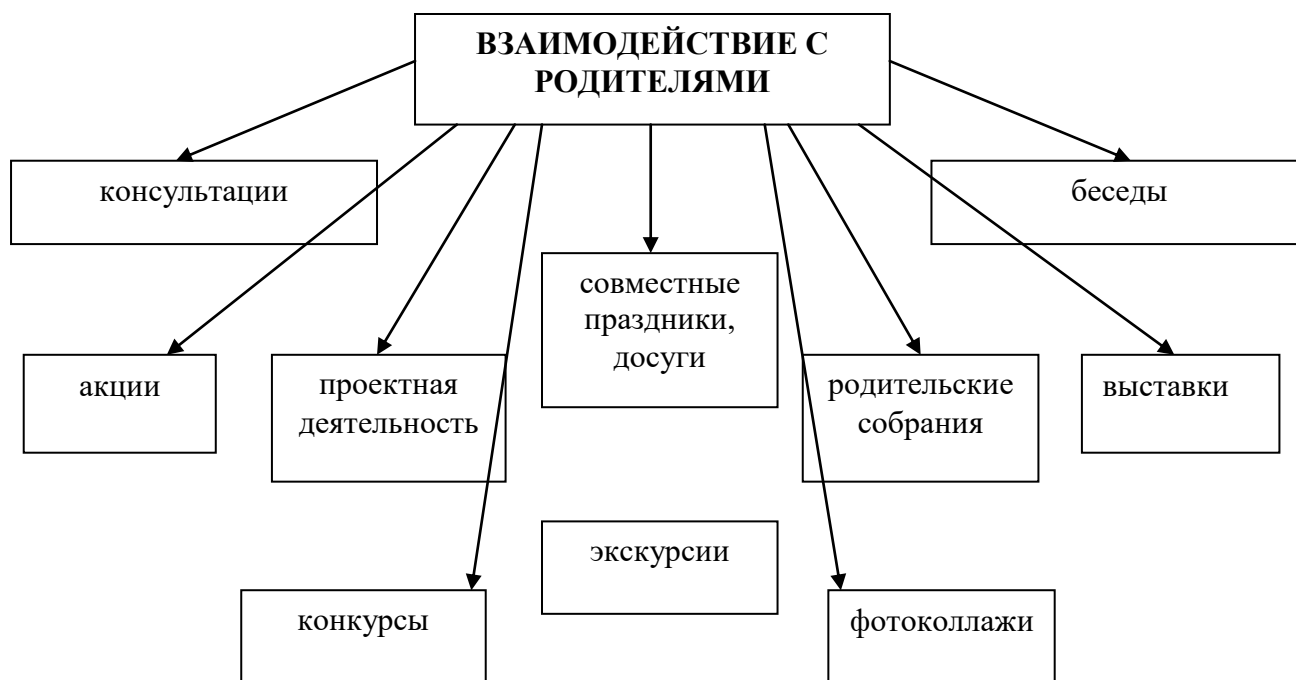 ВЗАИМОДЕЙСТВИЕ С
РОДИТЕЛЯМИ
консультации
беседы
совместные
праздники,
досуги
акции
проектная
деятельность
родительские
собрания
выставки
экскурсии
конкурсы
фотоколлажи